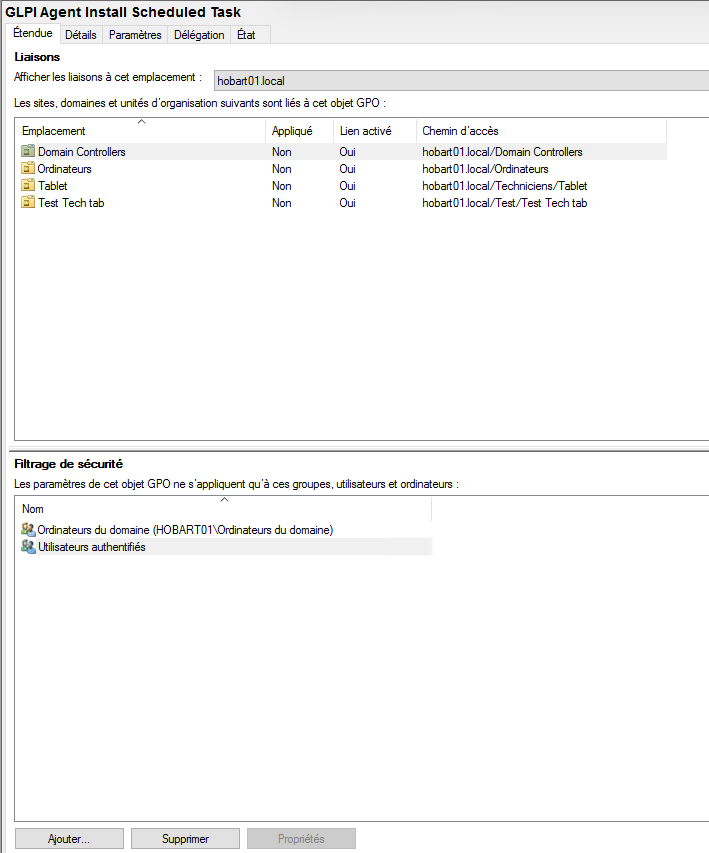 GLPI Agent Install Scheduled Task
Étendue Détails Paramètres Délégation État
Liaisons
Afficher les liaisons à cet emplacement : hobart01.local
Les sites, domaines et unités d'organisation suivants sont liés à cet objet GPO :
Emplacement Appliqué Lien activé Chemin d'accès
Domain Controllers Non Oui hobart01.local/Domain Controllers
Ordinateurs Non Oui hobart01.local/Ordinateurs
Tablet Non Oui hobart01.local/Techniciens/Tablet
Test Tech tab Non Oui hobart01.local/Test/Test Tech tab
Filtrage de sécurité
Les paramètres de cet objet GPO ne s'appliquent qu'à ces groupes, utilisateurs et ordinateurs :
Nom
Ordinateurs du domaine (HOBART01\Ordinateurs du domaine)
Utilisateurs authentifiés
Ajouter... Supprimer Propriétés